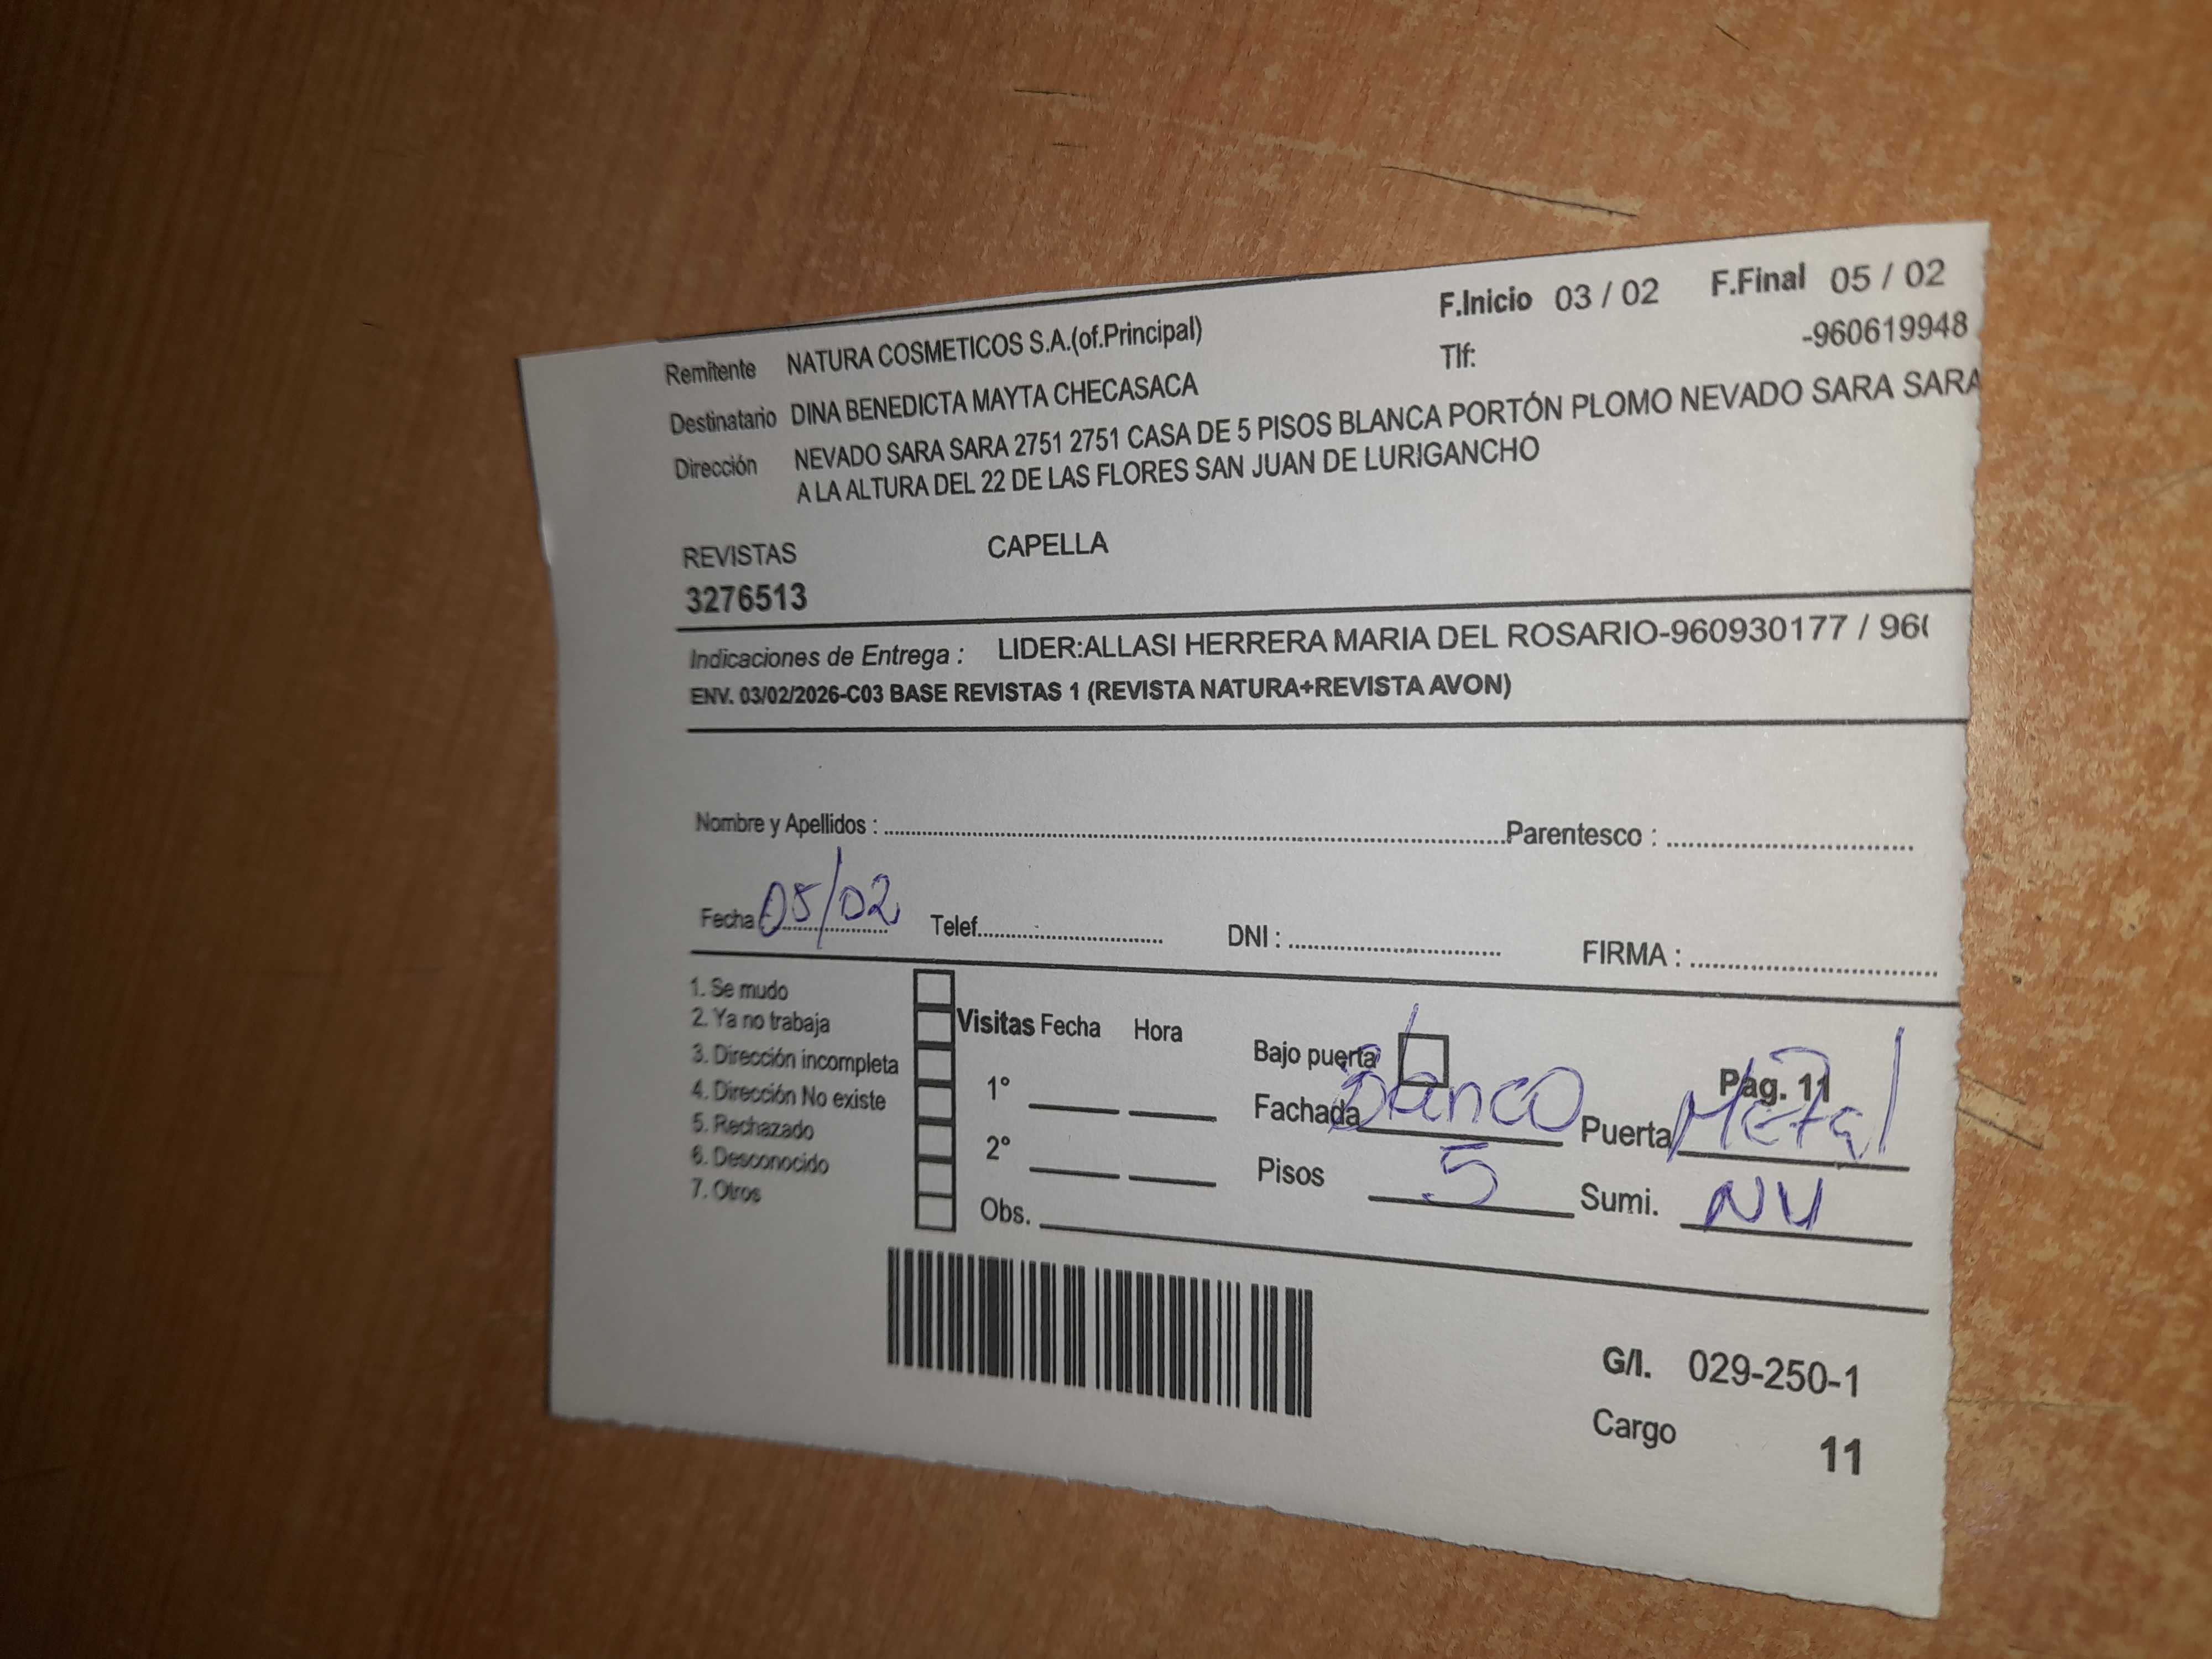 F.Inicio 03 / 02 F.Final 05 / 02
Remitente NATURA COSMETICOS S.A.(of.Principal) Tlf: -960619948
Destinatario DINA BENEDICTA MAYTA CHECASACA
Dirección NEVADO SARA SARA 2751 2751 CASA DE 5 PISOS BLANCA PORTÓN PLOMO NEVADO SARA SARA
A LA ALTURA DEL 22 DE LAS FLORES SAN JUAN DE LURIGANCHO
REVISTAS CAPELLA
3276513
Indicaciones de Entrega : LIDER:ALLASI HERRERA MARIA DEL ROSARIO-960930177 / 960
ENV. 03/02/2026-C03 BASE REVISTAS 1 (REVISTA NATURA+REVISTA AVON)
Nombre y Apellidos : Parentesco :
Fecha 05/02 Telef. : DNI : FIRMA :
1. Se mudo
2. Ya no trabaja
3. Dirección incompleta
4. Dirección No existe
5. Rechazado
6. Desconocido
7. Otros
Visitas Fecha Hora
1°
2°
Obs.
Bajo puerta Pag. 11
Fachada Blanco Puerta Metal
Pisos 5 Sumi. NV
G/I. 029-250-1
Cargo 11